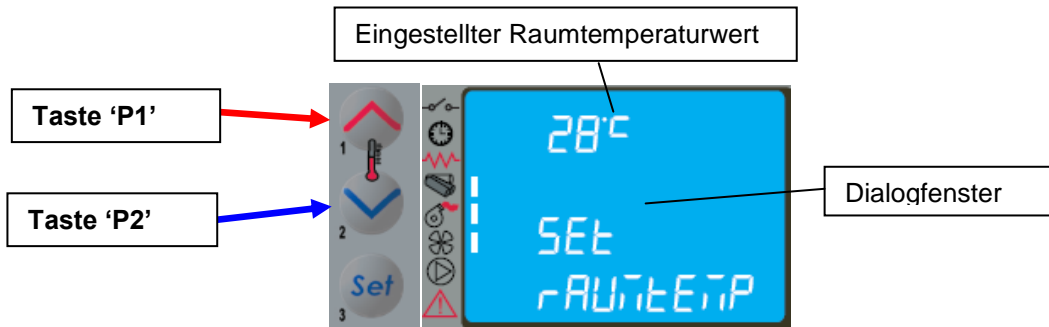 Eingestellter Raumtemperaturwert
Taste ‘P1’
28°C
1
Dialogfenster
Taste ‘P2’
2
SEt
Set
rAUmtEmP
3